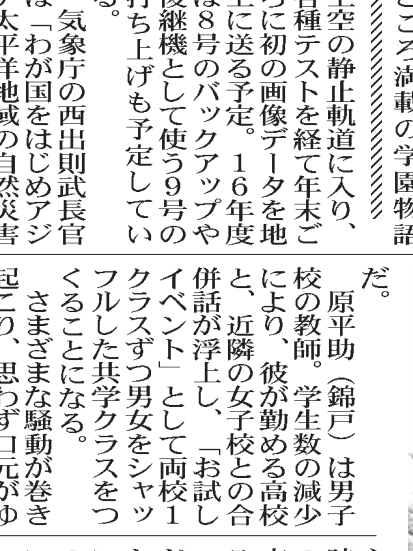 ころ満載の学園物語
上空の静止軌道に入り、
各種テストを経て年末ご
ろに初の画像データを地
上に送る予定。16年度
は8号のバックアップや
後継機として使う9号の
打ち上げも予定してい
る。
気象庁の西出則武長官
は「わが国をはじめアジ
太平洋地域の自然災害
だ。
原平助（錦戸）は男子
校の教師。学生数の減少
により、彼が勤める高校
と、近隣の女子校との合
併話が浮上し、「お試し
イベント」として両校1
クラスずつ男女をシャッ
フルした共学クラスをつ
くることになる。
さまざまな騒動が巻き
起こり、思わず口元がゆ